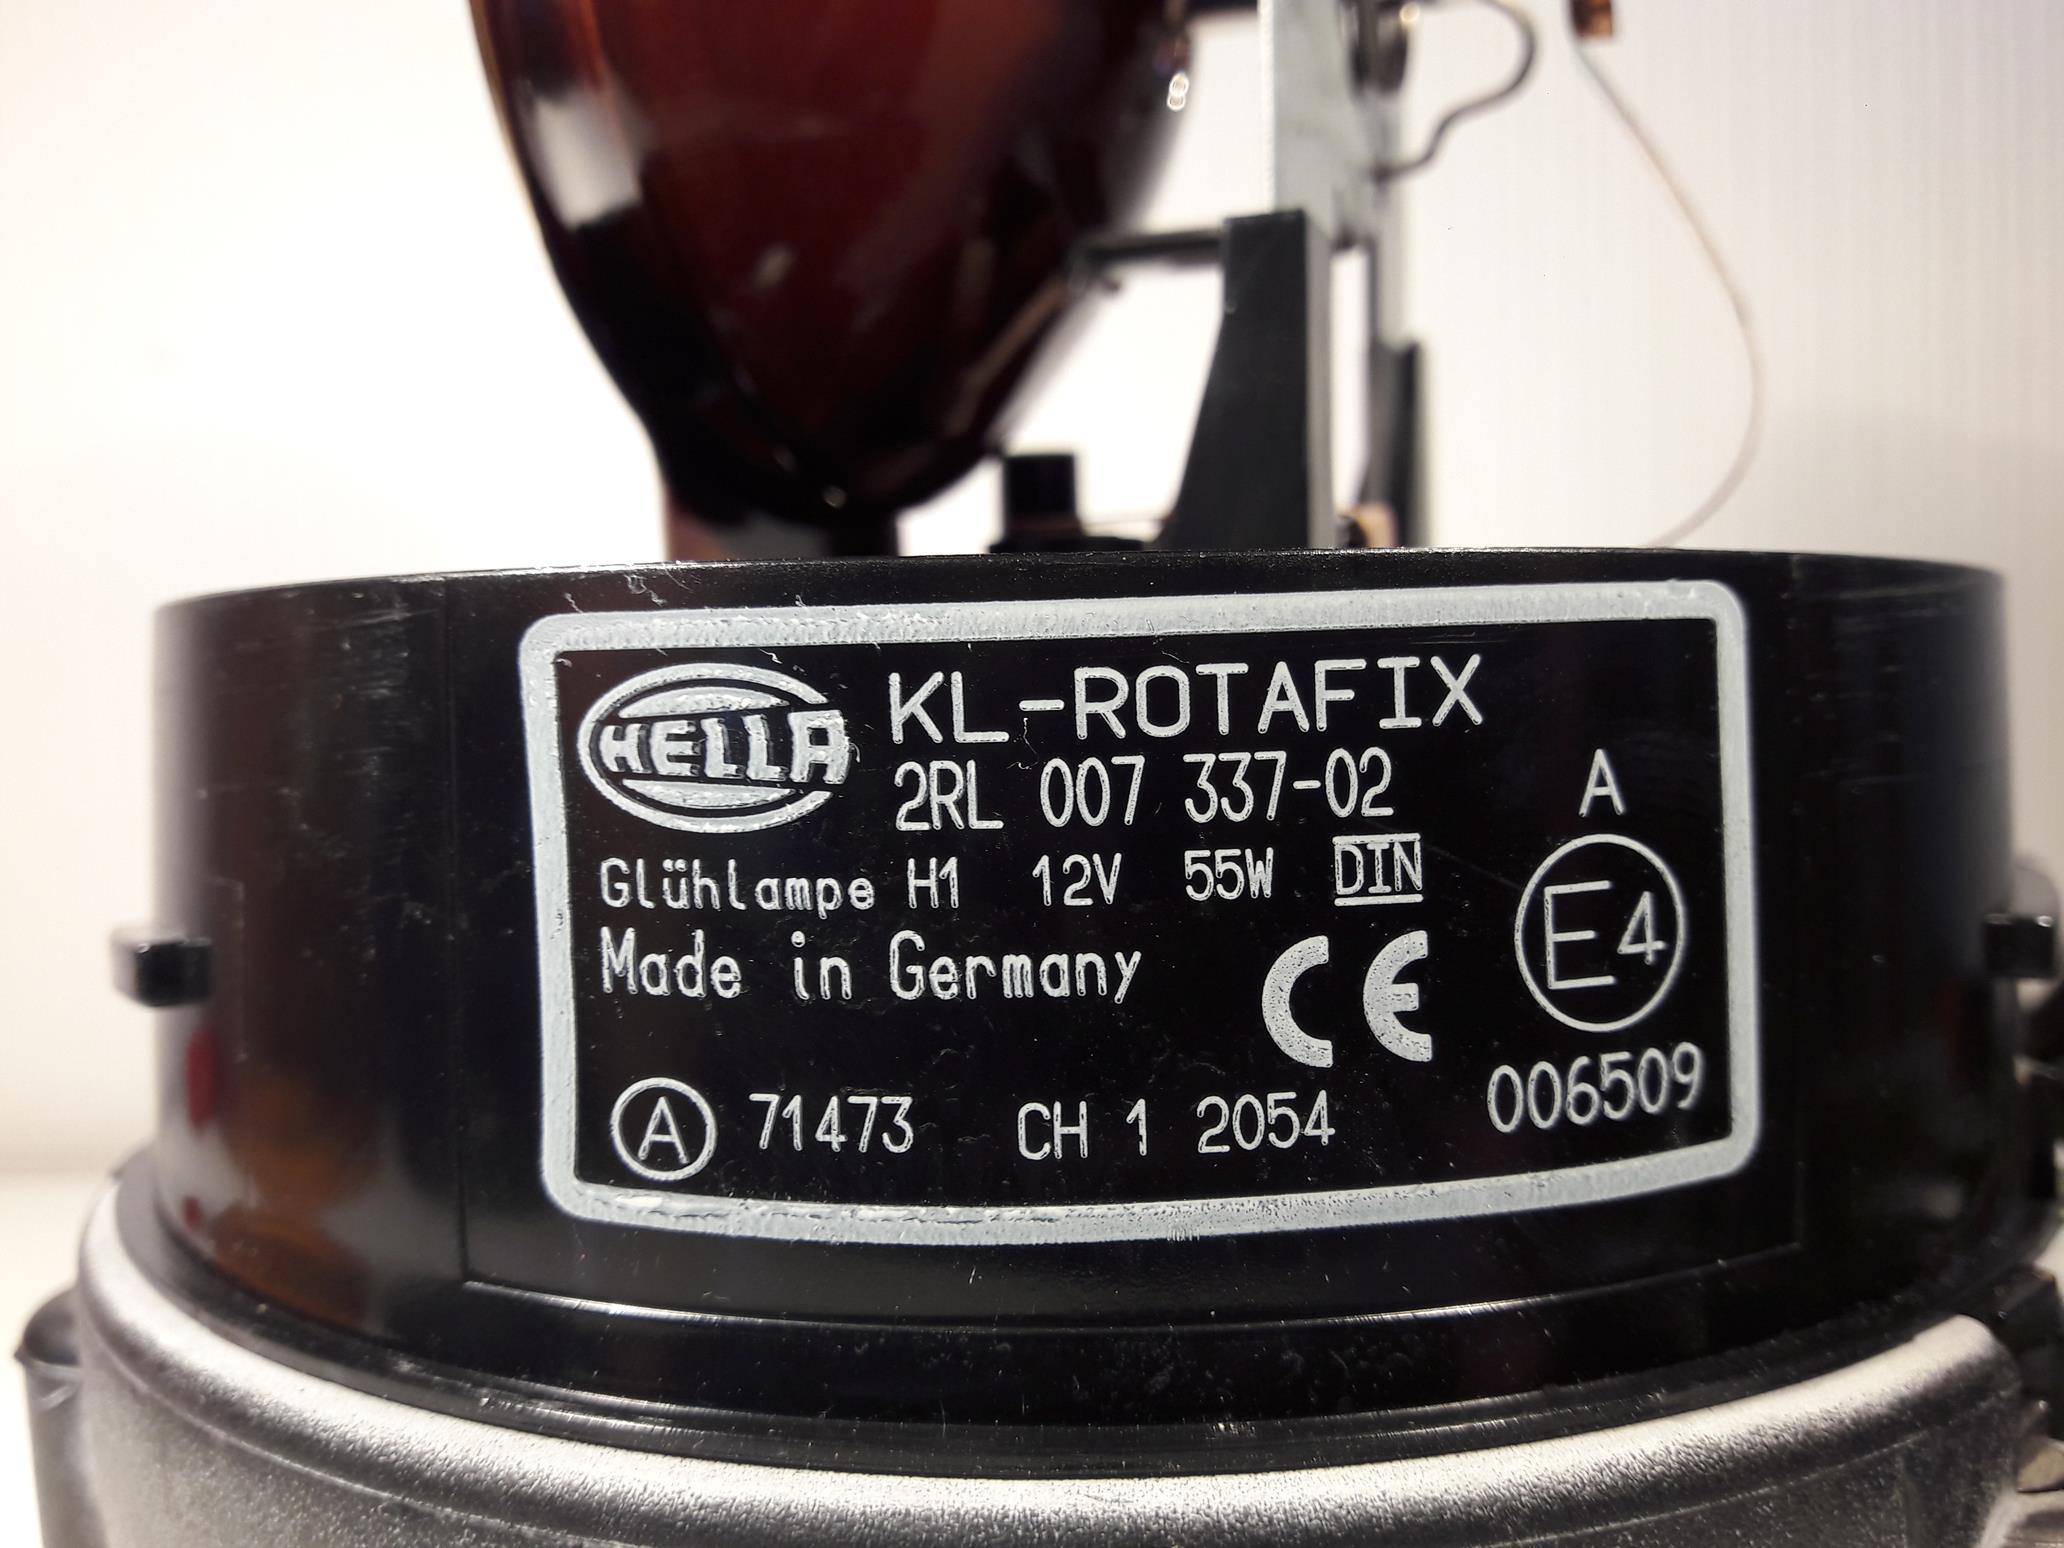 HELLA KL-ROTAFIX
2RL 007 337-02
Glühlampe H1 12V 55W DIN
Made in Germany CE
A
E4
006509
A 71473 CH 1 2054